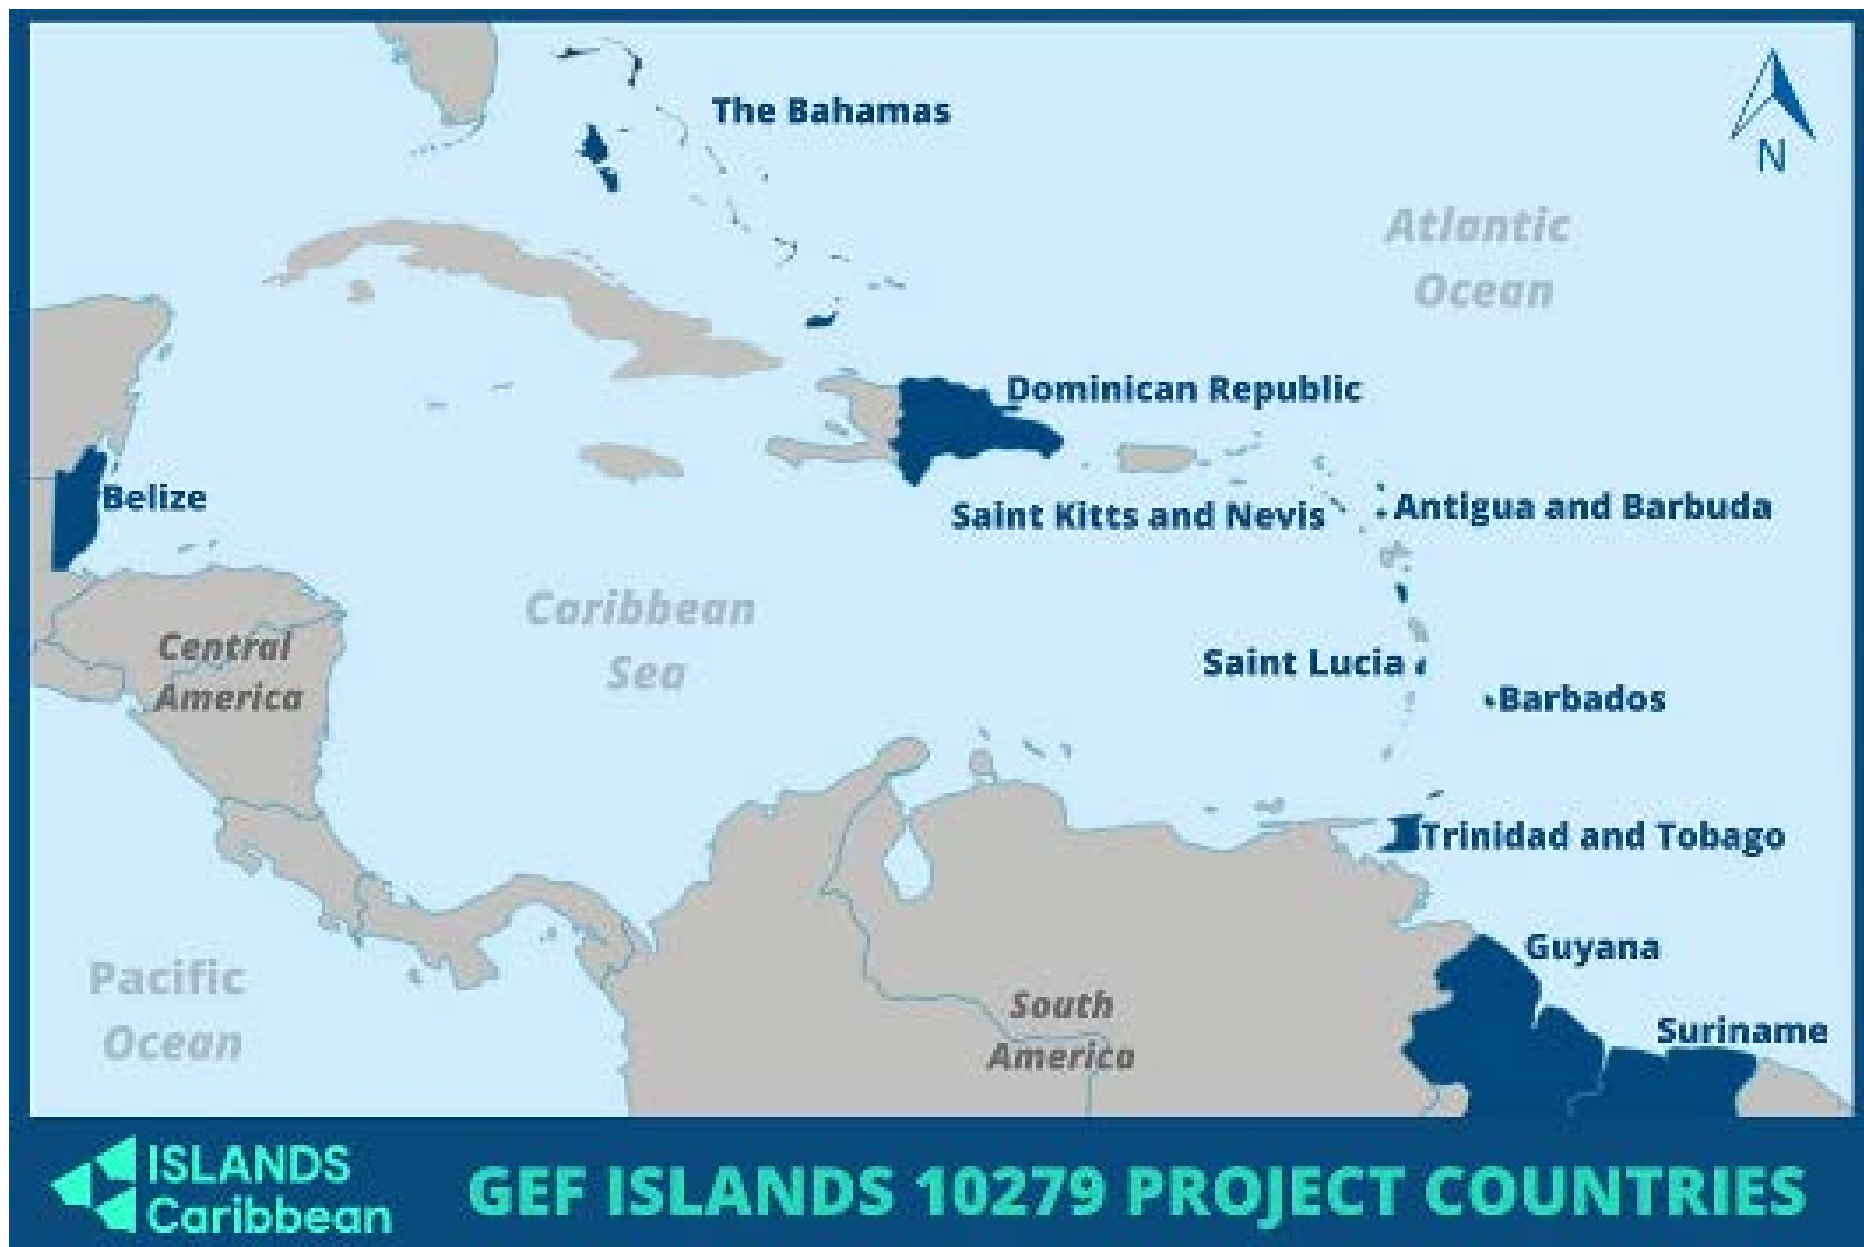 The Bahamas
N
Atlantic
Ocean
Dominican Republic
Belize
Saint Kitts and Nevis
Antigua and Barbuda
Caribbean
Sea
Central
America
Saint Lucia
Barbados
Trinidad and Tobago
Guyana
Pacific
Ocean
South
America
Suriname
ISLANDS
Caribbean
GEF ISLANDS 10279 PROJECT COUNTRIES